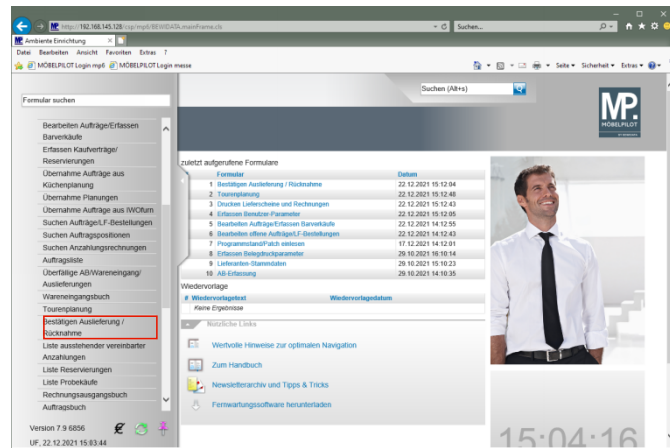 http://192.168.145.128/csp/mp6/BEWIDATA.mainFrame.cls
Suchen...
Ambiente Einrichtung
Datei Bearbeiten Ansicht Favoriten Extras ?
MÖBELPILOT Login mp6 MÖBELPILOT Login messe
Seite Sicherheit Extras
Formular suchen
Suchen (Alt+s)
MP.
MÖBELPILOT
Bearbeiten Aufträge/Erfassen
Barverkäufe
Erfassen Kaufverträge/
Reservierungen
Übernahme Aufträge aus
Küchenplanung
Übernahme Planungen
Übernahme Aufträge aus IWOfurn
Suchen Aufträge/LF-Bestellungen
Suchen Auftragspositionen
Suchen Anzahlungsrechnungen
Auftragsliste
Überfällige AB/Wareneingang/
Auslieferungen
Wareneingangsbuch
Tourenplanung
Bestätigen Auslieferung /
Rücknahme
Liste ausstehender vereinbarter
Anzahlungen
Liste Reservierungen
Liste Probekäufe
Rechnungsausgangsbuch
Auftragsbuch
Version 7.9 6856
UF, 22.12.2021 15:03:44
zuletzt aufgerufene Formulare
Formular Datum
1 Bestätigen Auslieferung / Rücknahme 22.12.2021 15:12:04
2 Tourenplanung 22.12.2021 15:12:48
3 Drucken Lieferscheine und Rechnungen 22.12.2021 15:12:43
4 Erfassen Benutzer-Parameter 22.12.2021 15:12:05
5 Bearbeiten Aufträge/Erfassen Barverkäufe 22.12.2021 14:12:55
6 Bearbeiten offene Aufträge/LF-Bestellungen 22.12.2021 14:12:43
7 Programmstand/Patch einlesen 17.12.2021 14:12:01
8 Erfassen Belegdruckparameter 29.10.2021 16:10:14
9 Lieferanten-Stammdaten 29.10.2021 15:10:23
10 AB-Erfassung 29.10.2021 14:10:35
Wiedervorlage
# Wiedervorlagetext Wiedervorlagedatum
Keine Ergebnisse
Nützliche Links
Wertvolle Hinweise zur optimalen Navigation
Zum Handbuch
Newsletterarchiv und Tipps & Tricks
Fernwartungssoftware herunterladen
15:04:16